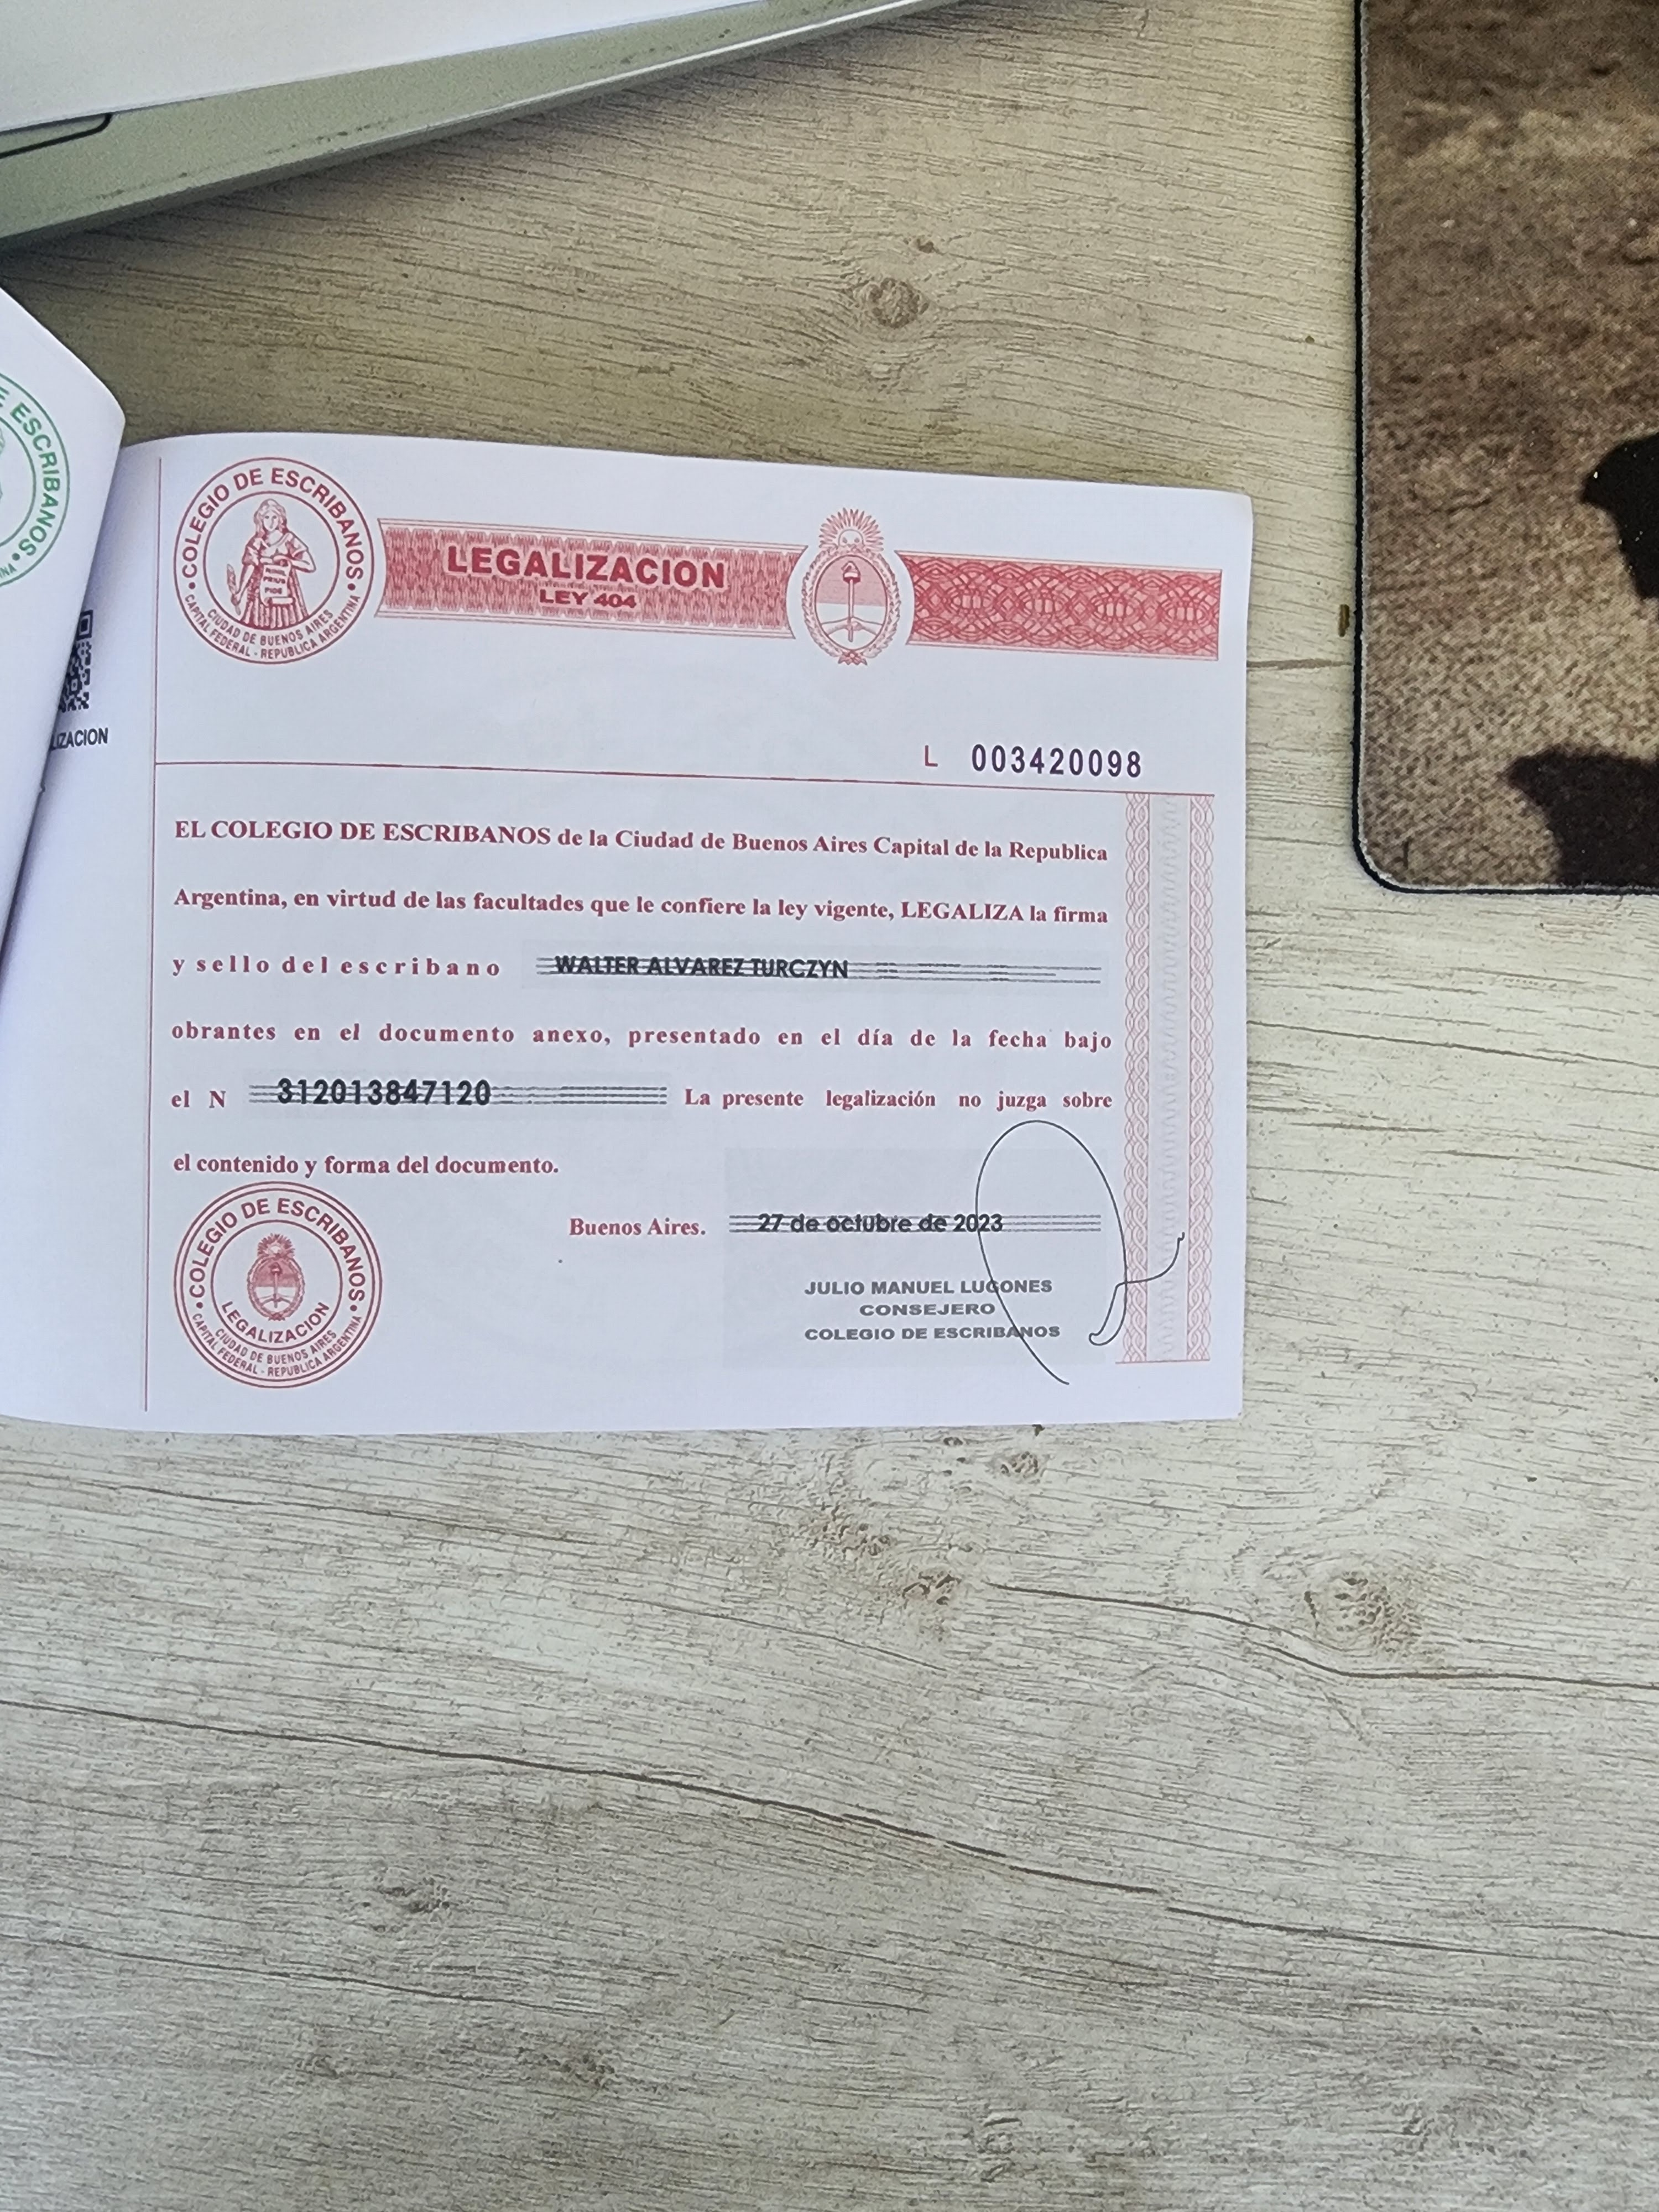 E ESCRIBANOS •
INA •
IZACION
• COLEGIO DE ESCRIBANOS •
CIUDAD DE BUENOS AIRES
CAPITAL FEDERAL - REPUBLICA ARGENTINA
PRIUS
FIDE
LEGALIZACION
LEY 404
L 003420098
EL COLEGIO DE ESCRIBANOS de la Ciudad de Buenos Aires Capital de la Republica
Argentina, en virtud de las facultades que le confiere la ley vigente, LEGALIZA la firma
y sello del escribano WALTER ALVAREZ TURCZYN
obrantes en el documento anexo, presentado en el día de la fecha bajo
el N 312013847120 La presente legalización no juzga sobre
el contenido y forma del documento.
• COLEGIO DE ESCRIBANOS •
LEGALIZACION
CIUDAD DE BUENOS AIRES
CAPITAL FEDERAL - REPUBLICA ARGENTINA
Buenos Aires. 27 de octubre de 2023
JULIO MANUEL LUGONES
CONSEJERO
COLEGIO DE ESCRIBANOS